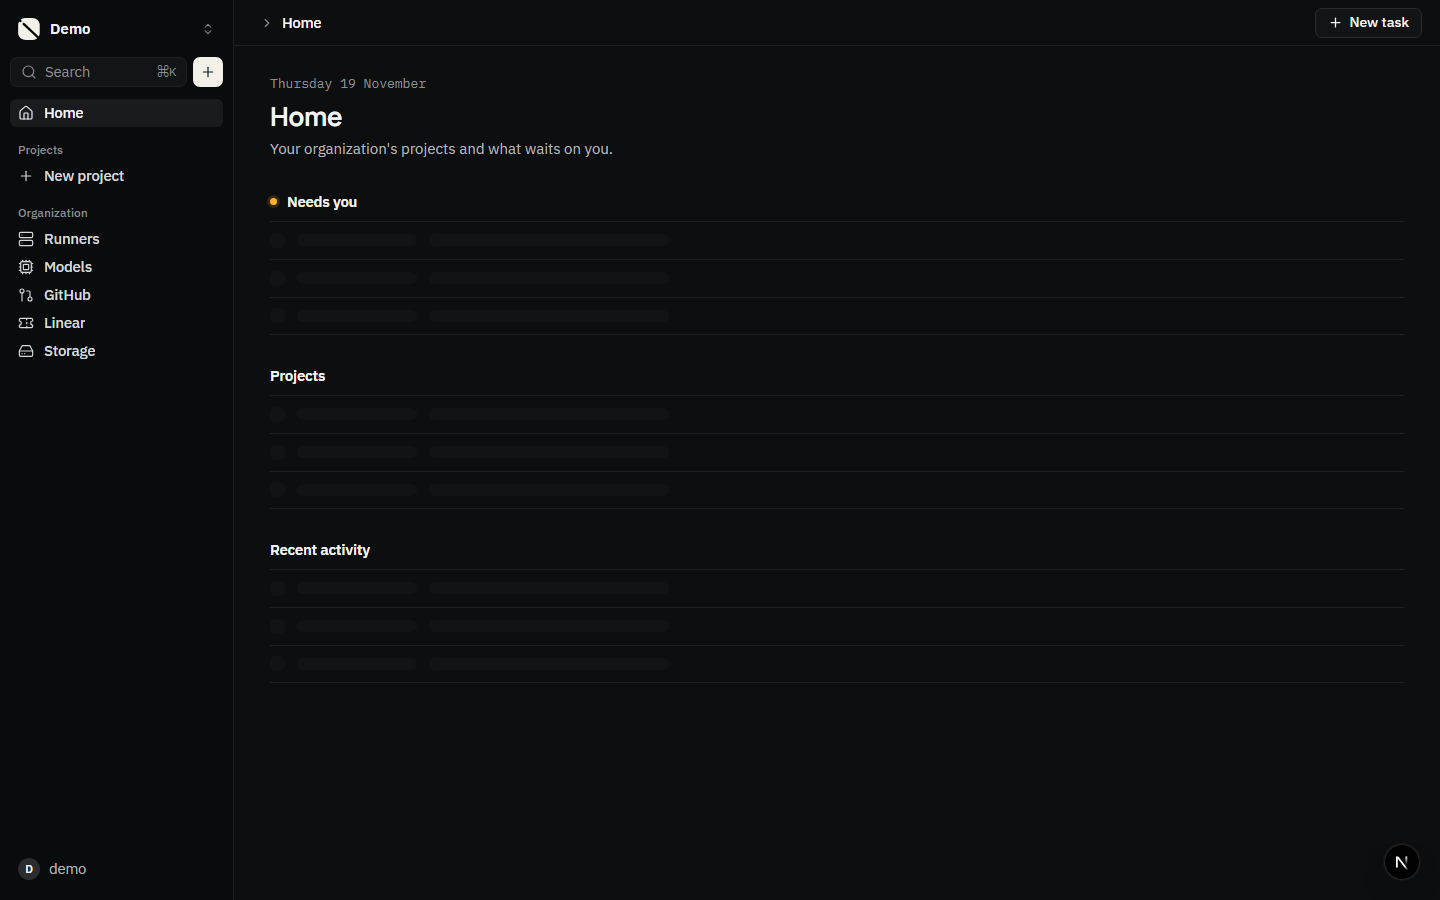 Demo
Search ⌘K
Home
Projects
New project
Organization
Runners
Models
GitHub
Linear
Storage
D demo
Home
New task
Thursday 19 November
Home
Your organization's projects and what waits on you.
Needs you
Projects
Recent activity
N